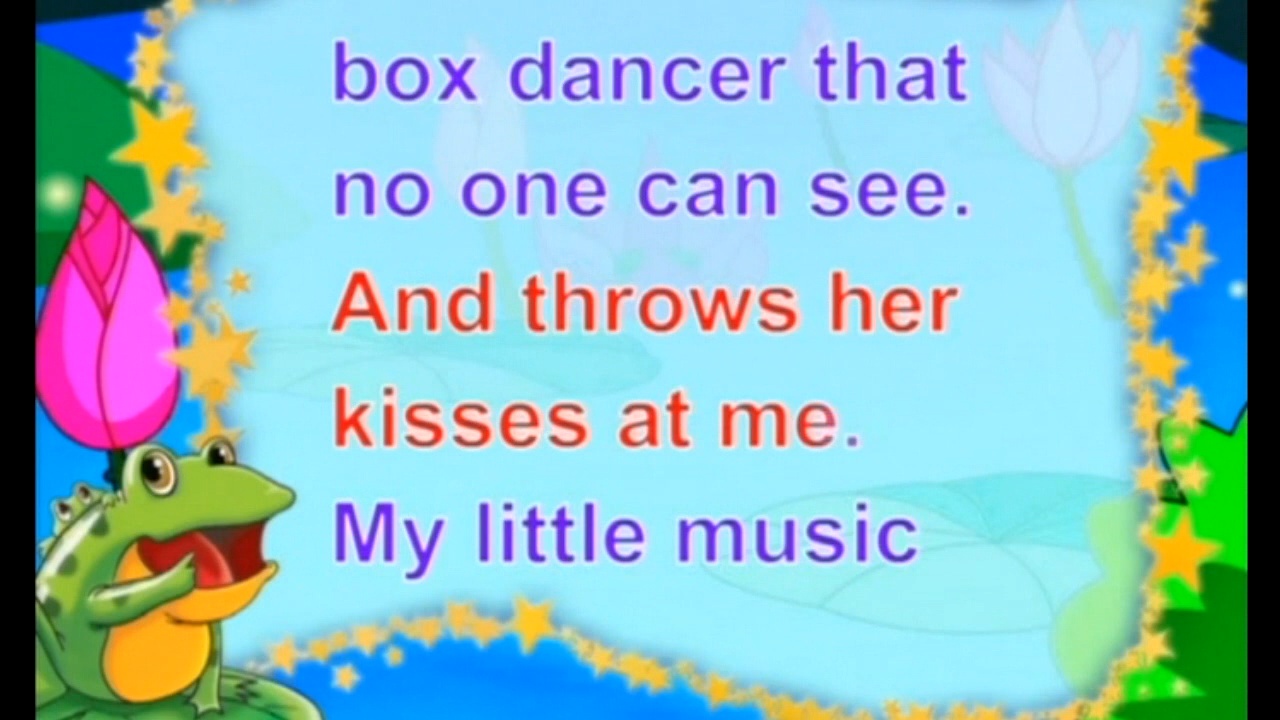 box dancer that
no one can see.
And throws her
kisses at me.
My little music